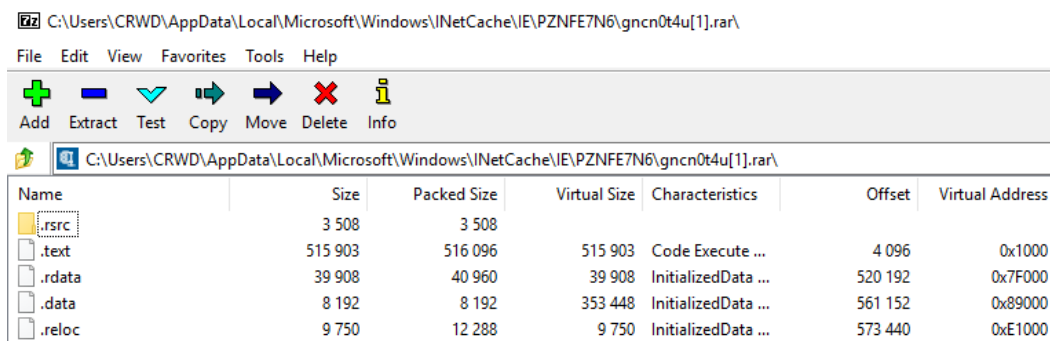 C:\Users\CRWD\AppData\Local\Microsoft\Windows\INetCache\IE\PZNFE7N6\gncn0t4u[1].rar\
File Edit View Favorites Tools Help
Add Extract Test Copy Move Delete Info
C:\Users\CRWD\AppData\Local\Microsoft\Windows\INetCache\IE\PZNFE7N6\gncn0t4u[1].rar\
Name Size Packed Size Virtual Size Characteristics Offset Virtual Address
.rsrc 3 508 3 508
.text 515 903 516 096 515 903 Code Execute ... 4 096 0x1000
.rdata 39 908 40 960 39 908 InitializedData ... 520 192 0x7F000
.data 8 192 8 192 353 448 InitializedData ... 561 152 0x89000
.reloc 9 750 12 288 9 750 InitializedData ... 573 440 0xE1000